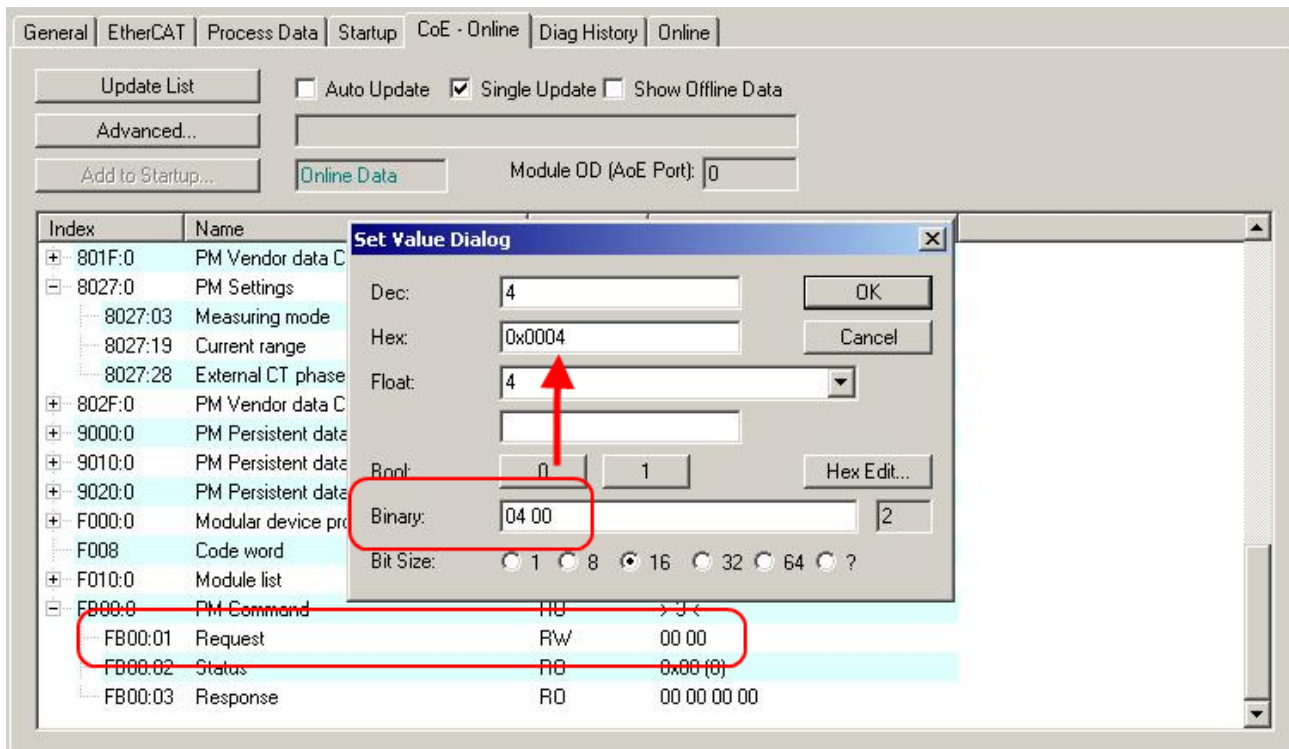 General EtherCAT Process Data Startup CoE - Online Diag History Online
Update List Auto Update Single Update Show Offline Data
Advanced...
Add to Startup... Online Data Module OD (AoE Port): 0
Index Name
801F:0 PM Vendor data C
8027:0 PM Settings
8027:03 Measuring mode
8027:19 Current range
8027:28 External CT phase
802F:0 PM Vendor data C
9000:0 PM Persistent data
9010:0 PM Persistent data
9020:0 PM Persistent data
F000:0 Modular device pro
F008 Code word
F010:0 Module list
FB00:0 PM Command RO > 3 <
FB00:01 Request RW 00 00
FB00:02 Status RO 0x00 (0)
FB00:03 Response RO 00 00 00 00
Set Value Dialog
Dec: 4 OK
Hex: 0x0004 Cancel
Float: 4
Bool: 0 1 Hex Edit...
Binary: 04 00 2
Bit Size: 1 8 16 32 64 ?